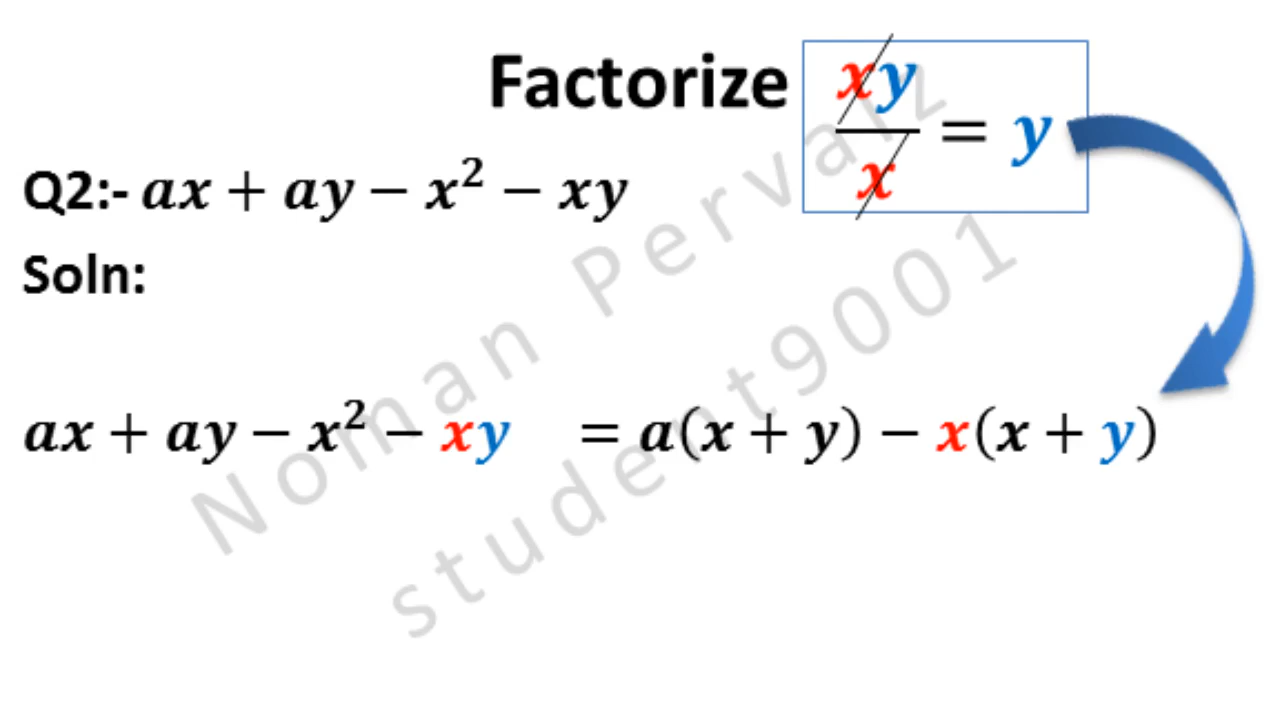 Factorize
xy/x = y
Q2:- ax + ay − x² − xy
Soln:
ax + ay − x² − xy = a(x + y) − x(x + y)
Noman Pervaiz
student9001